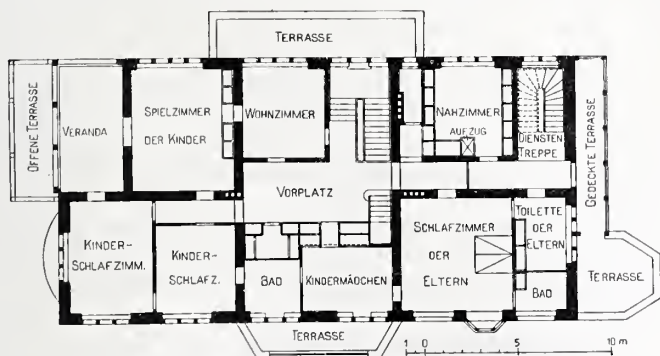 TERRASSE
OFFENE TERRASSE
VERANDA
SPIELZIMMER
DER KINDER
WOHNZIMMER
NÄHZIMMER
AUFZUG
DIENSTEN
TREPPE
GEDECKTE TERRASSE
VORPLATZ
KINDER-
SCHLAFZIMM.
KINDER-
SCHLAFZ.
BAD
KINDERMÄDCHEN
SCHLAFZIMMER
DER
ELTERN
TOILETTE
DER
ELTERN
BAD
TERRASSE
TERRASSE
1 0 5 10 m